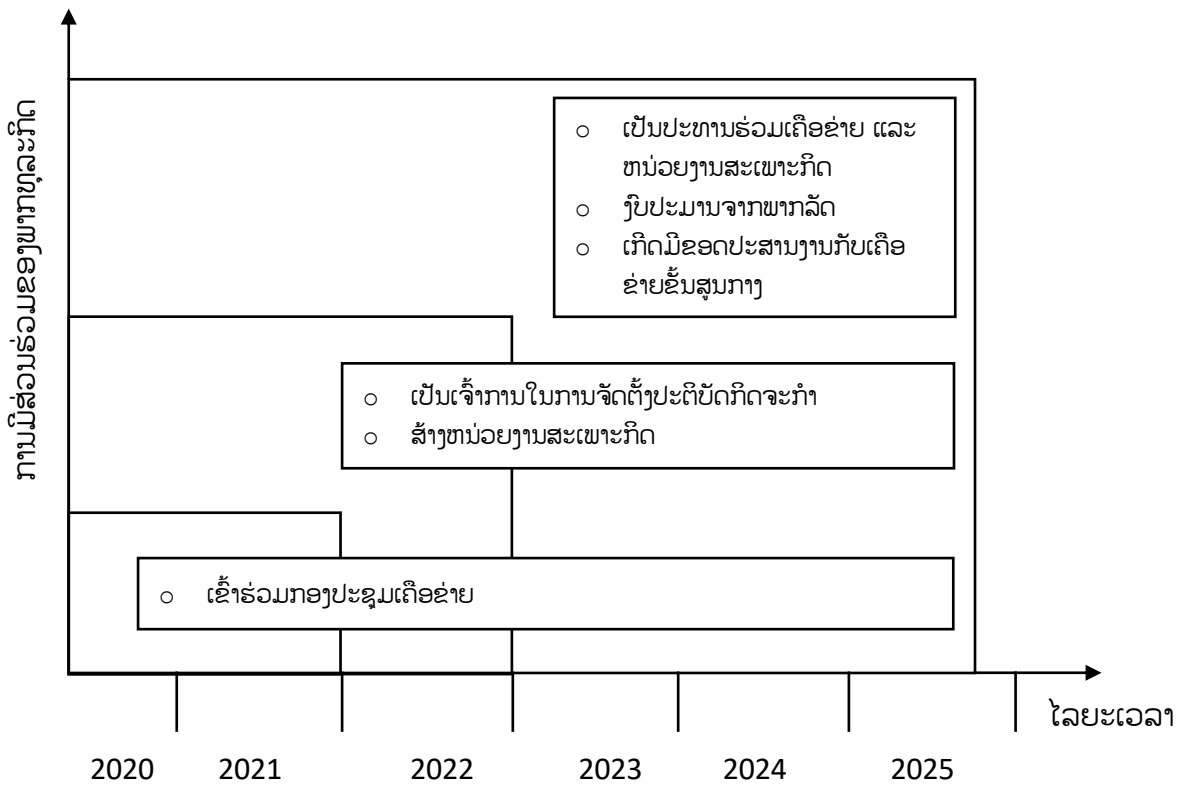 ການມີສ່ວນຮ່ວມຂອງພາກທຸລະກິດ
○ ເປັນປະທານຮ່ວມເຄືອຂ່າຍ ແລະ
ຫນ່ວຍງານສະເພາະກິດ
○ ງົບປະມານຈາກພາກລັດ
○ ເກີດມີຂອດປະສານງານກັບເຄືອ
ຂ່າຍຂັ້ນສູນກາງ
○ ເປັນເຈົ້າການໃນການຈັດຕັ້ງປະຕິບັດກິດຈະກຳ
○ ສ້າງຫນ່ວຍງານສະເພາະກິດ
○ ເຂົ້າຮ່ວມກອງປະຊຸມເຄືອຂ່າຍ
ໄລຍະເວລາ
2020 2021 2022 2023 2024 2025